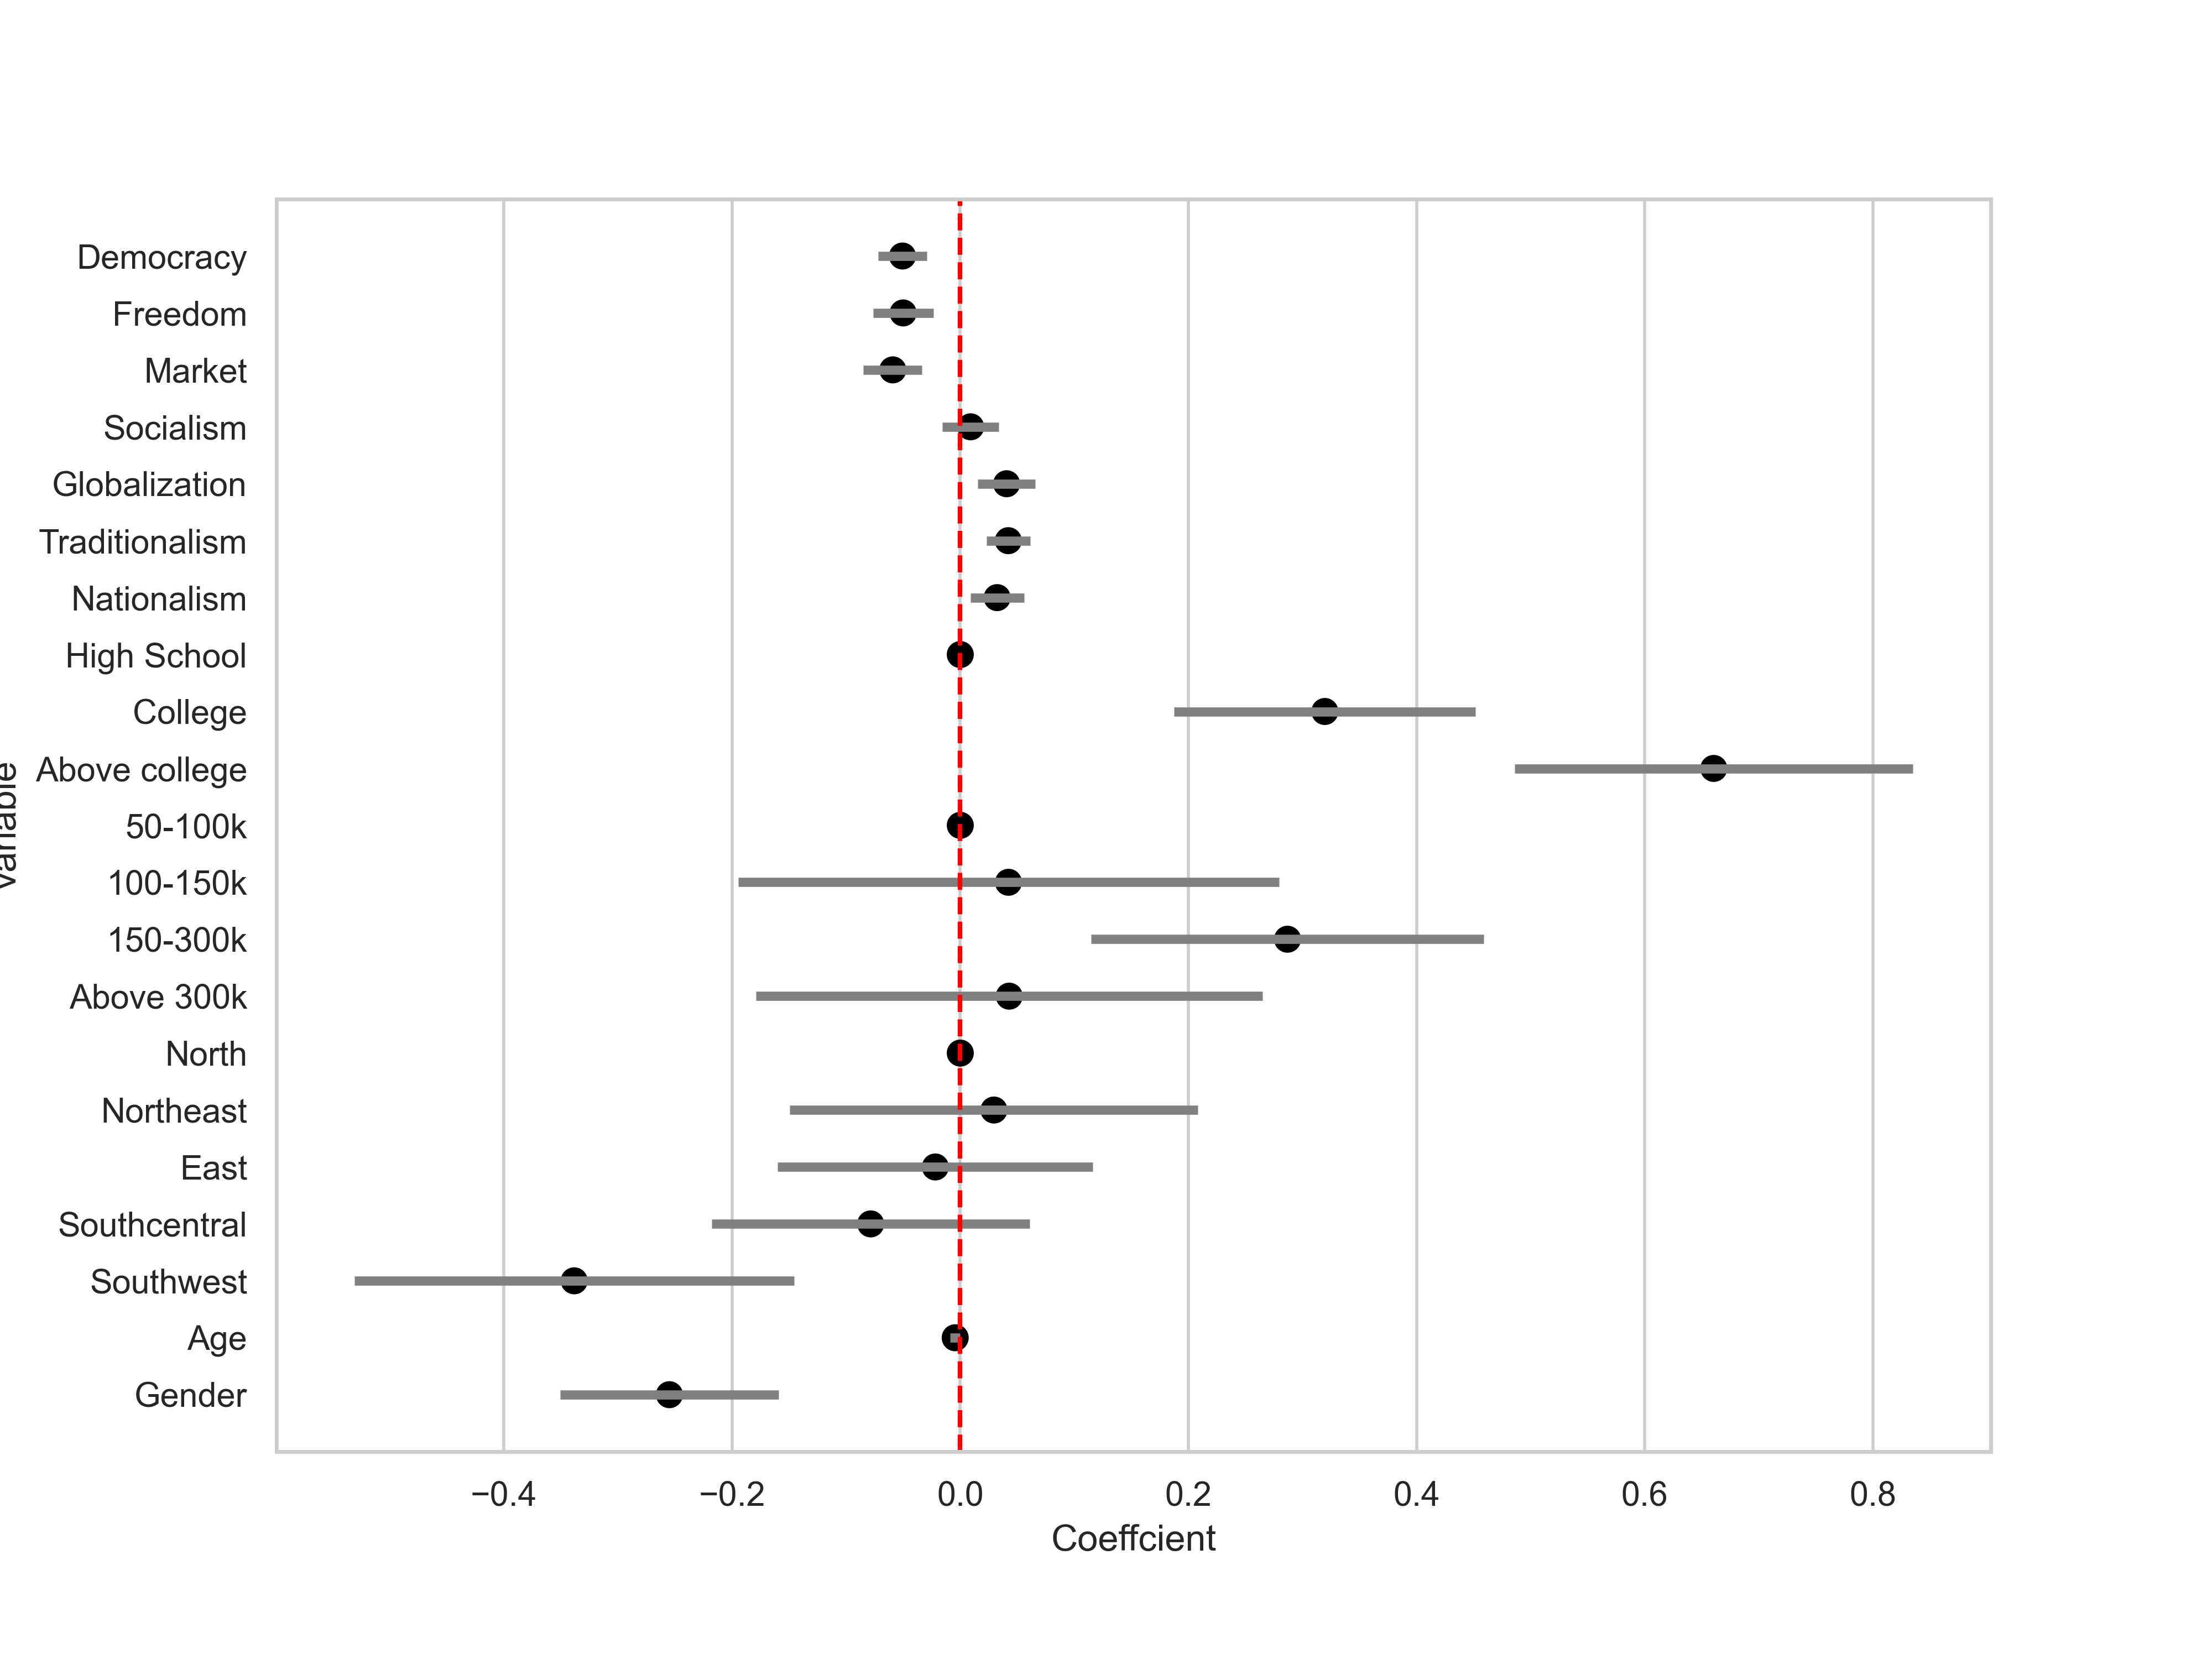 Democracy
Freedom
Market
Socialism
Globalization
Traditionalism
Nationalism
High School
College
Above college
50-100k
100-150k
150-300k
Above 300k
North
Northeast
East
Southcentral
Southwest
Age
Gender
−0.4 −0.2 0.0 0.2 0.4 0.6 0.8
Coeffcient